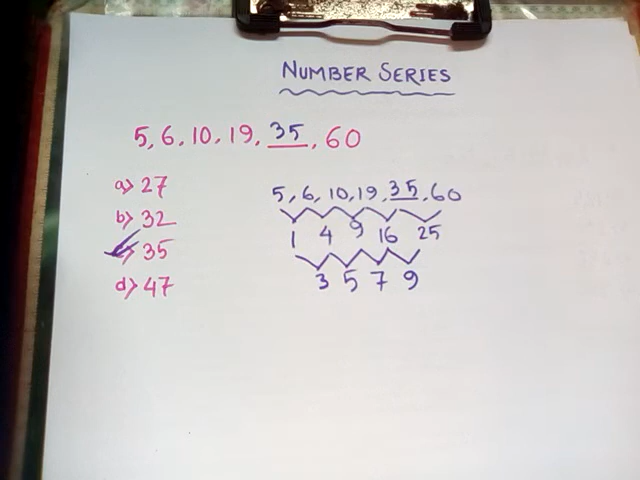 NUMBER SERIES
5, 6, 10, 19, 35, 60
a> 27
b> 32
35
d> 47
5, 6, 10, 19, 35, 60
1 4 9 16 25
3 5 7 9